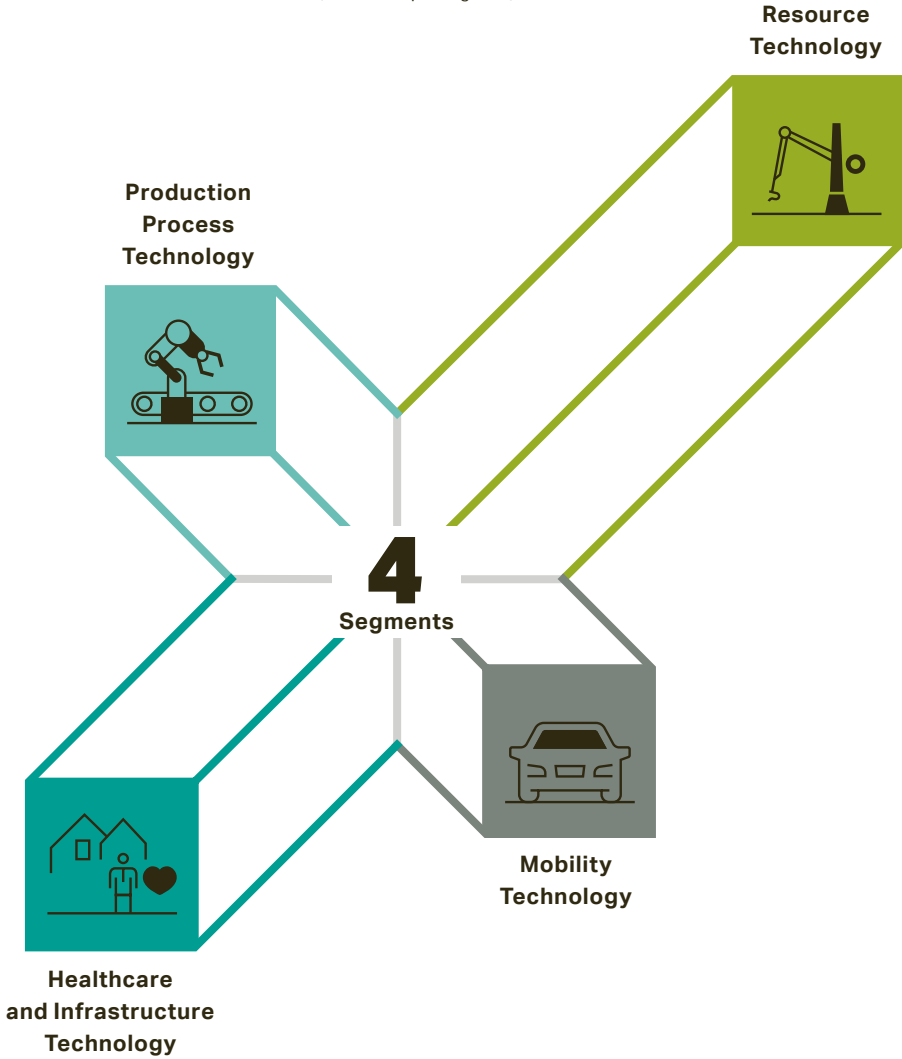 Resource
Technology
Production
Process
Technology
4
Segments
Mobility
Technology
Healthcare
and Infrastructure
Technology